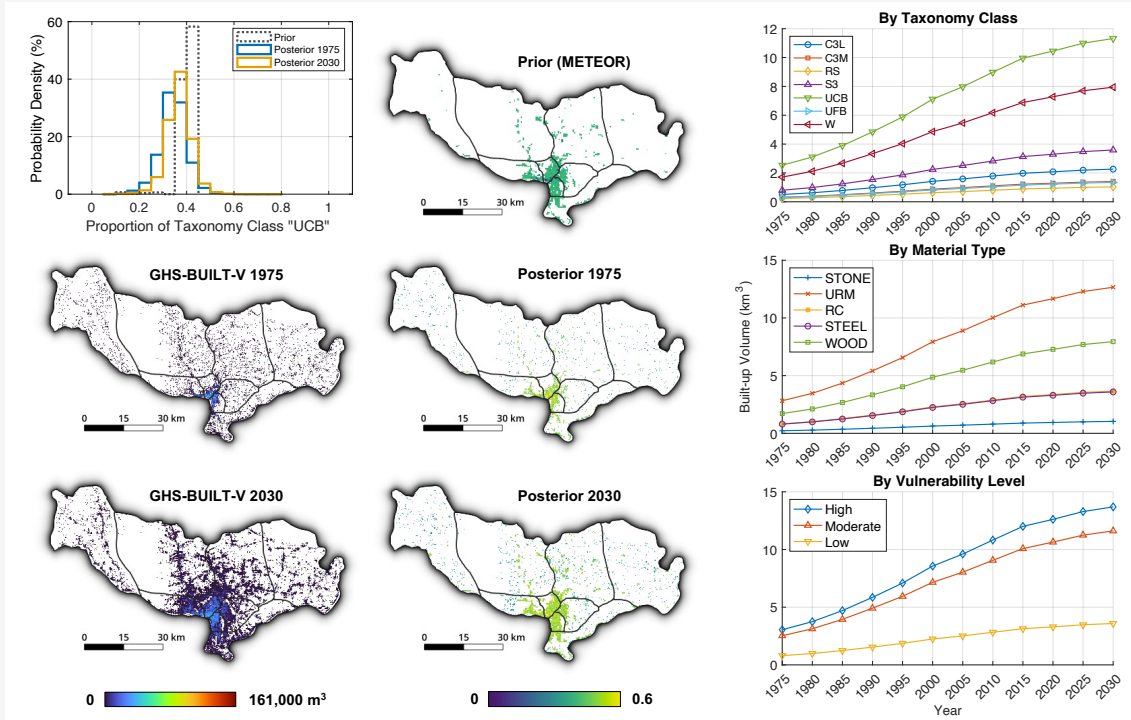 60
40
20
0
Probability Density (%)
Prior
Posterior 1975
Posterior 2030
0 0.2 0.4 0.6 0.8 1
Proportion of Taxonomy Class "UCB"
Prior (METEOR)
0 15 30 km
GHS-BUILT-V 1975
0 15 30 km
Posterior 1975
0 15 30 km
GHS-BUILT-V 2030
0 15 30 km
Posterior 2030
0 15 30 km
0 161,000 m³
0 0.6
By Taxonomy Class
12
10
8
6
4
2
0
C3L
C3M
RS
S3
UCB
UFB
W
1975 1980 1985 1990 1995 2000 2005 2010 2015 2020 2025 2030
By Material Type
Built-up Volume (km³)
15
10
5
0
STONE
URM
RC
STEEL
WOOD
1975 1980 1985 1990 1995 2000 2005 2010 2015 2020 2025 2030
By Vulnerability Level
15
10
5
0
High
Moderate
Low
1975 1980 1985 1990 1995 2000 2005 2010 2015 2020 2025 2030
Year